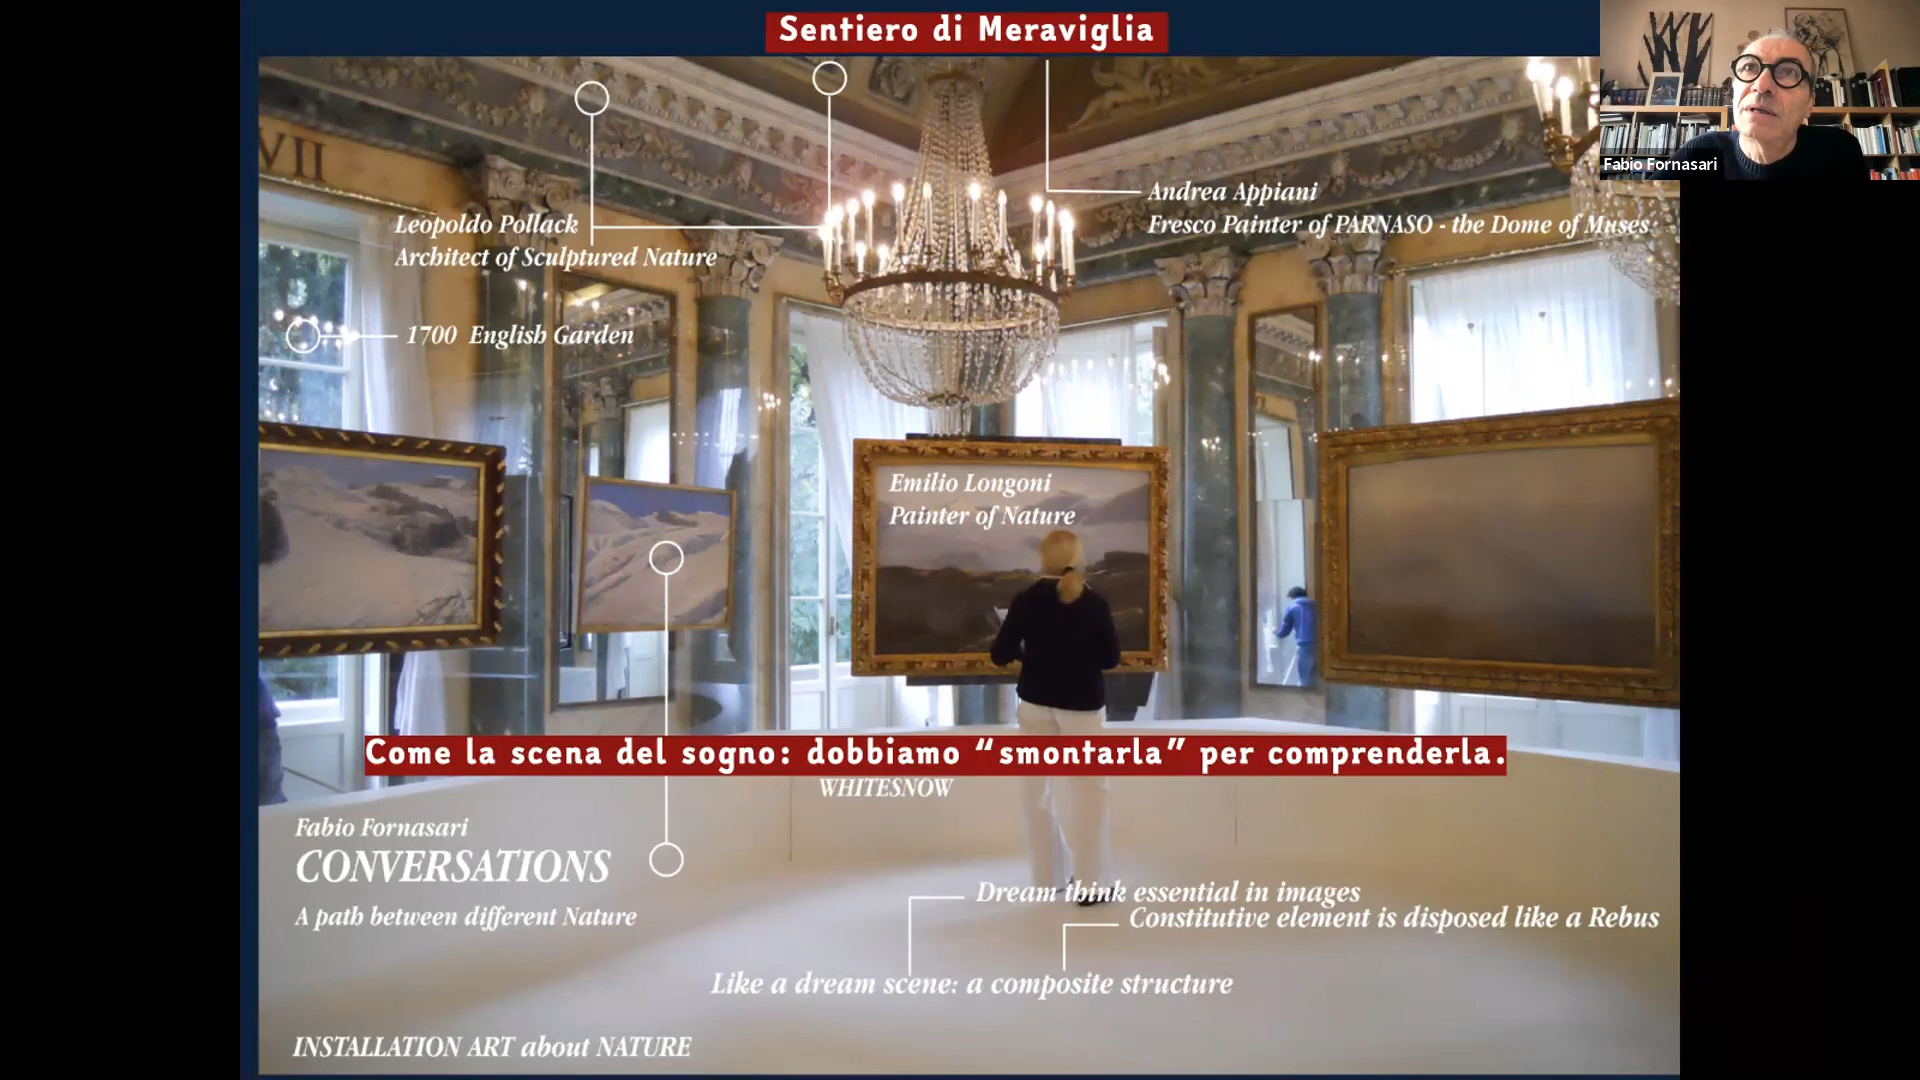 Sentiero di Meraviglia
Fabio Fornasari
VII
Andrea Appiani
Fresco Painter of PARNASO - the Dome of Muses
Leopoldo Pollack
Architect of Sculptured Nature
1700 English Garden
Emilio Longoni
Painter of Nature
Come la scena del sogno: dobbiamo “smontarla” per comprenderla.
WHITESNOW
Fabio Fornasari
CONVERSATIONS
A path between different Nature
Dream think essential in images
Constitutive element is disposed like a Rebus
Like a dream scene: a composite structure
INSTALLATION ART about NATURE